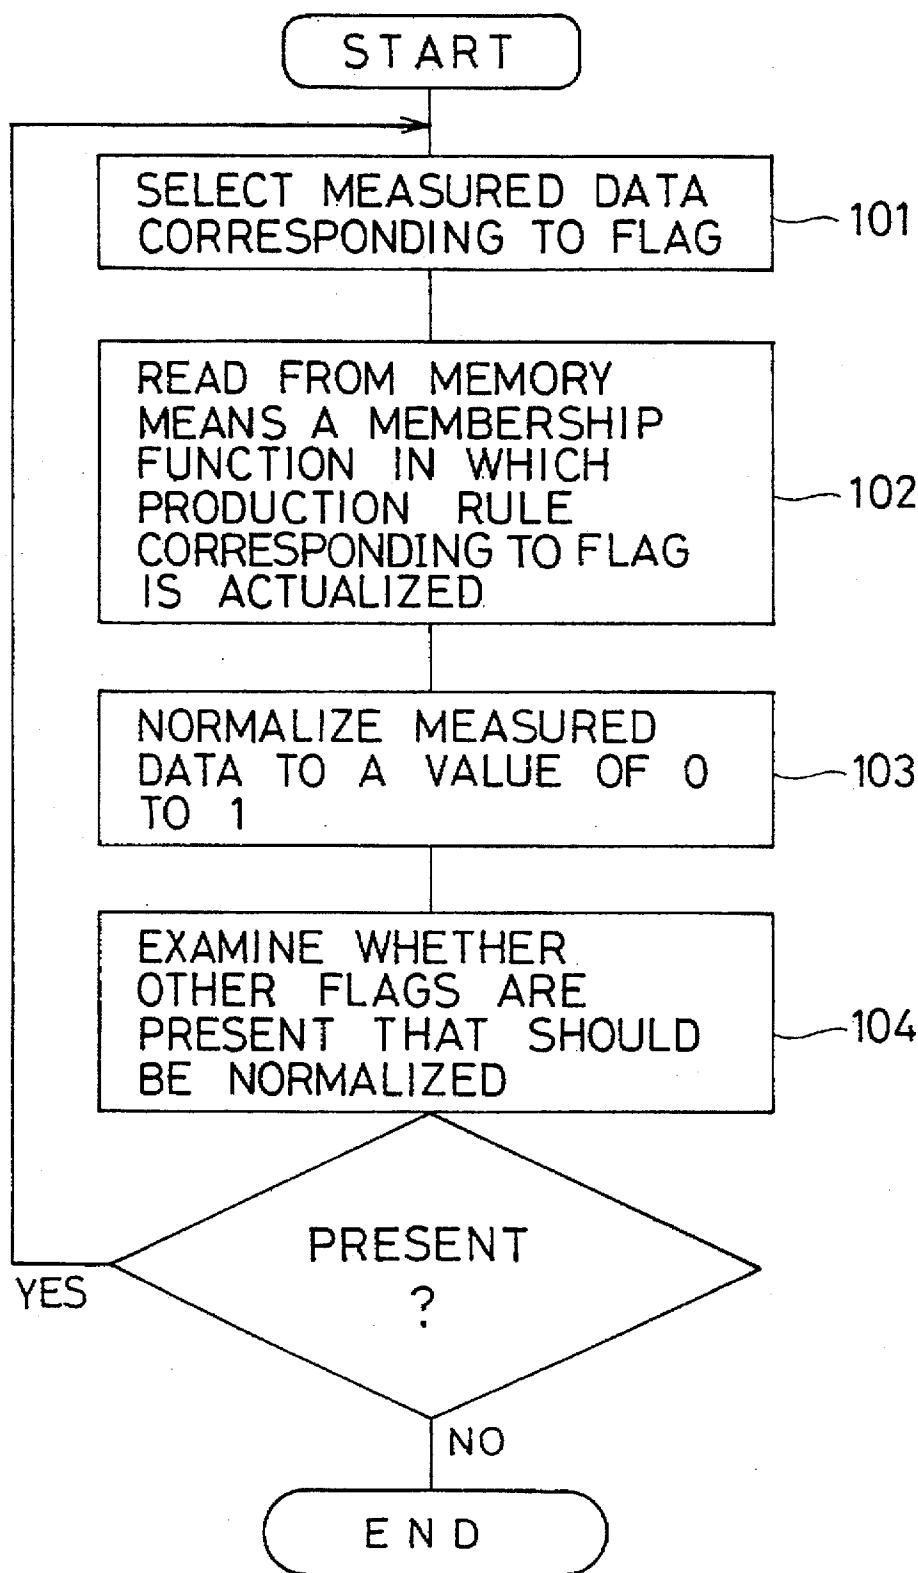 START
SELECT MEASURED DATA
CORRESPONDING TO FLAG
101
READ FROM MEMORY
MEANS A MEMBERSHIP
FUNCTION IN WHICH
PRODUCTION RULE
CORRESPONDING TO FLAG
IS ACTUALIZED
102
NORMALIZE MEASURED
DATA TO A VALUE OF 0
TO 1
103
EXAMINE WHETHER
OTHER FLAGS ARE
PRESENT THAT SHOULD
BE NORMALIZED
104
PRESENT
?
YES
NO
END